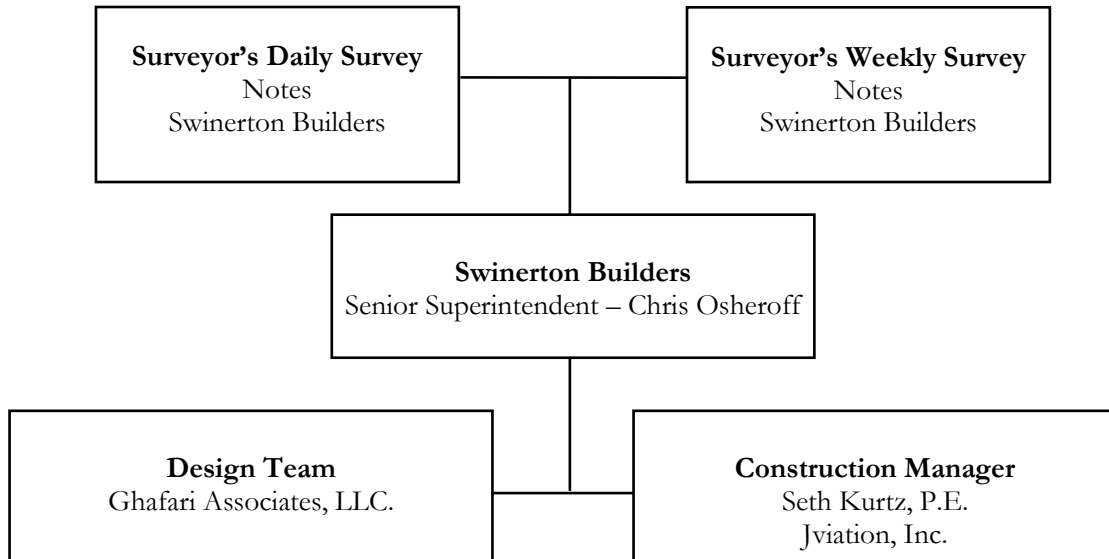 Surveyor’s Daily Survey
Notes
Swinerton Builders
Surveyor’s Weekly Survey
Notes
Swinerton Builders
Swinerton Builders
Senior Superintendent – Chris Osheroff
Design Team
Ghafari Associates, LLC.
Construction Manager
Seth Kurtz, P.E.
Jviation, Inc.